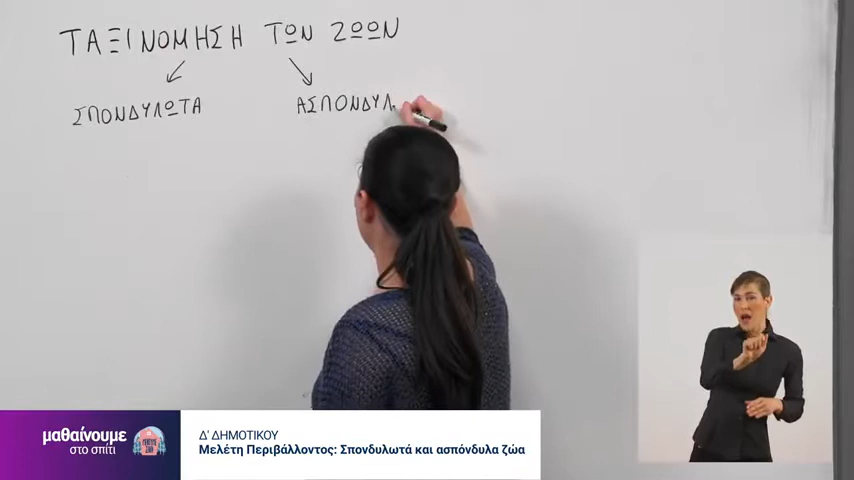 ΤΑΞΙΝΟΜΗΣΗ ΤΩΝ ΖΩΩΝ
ΣΠΟΝΔΥΛΩΤΑ ΑΣΠΟΝΔΥΛ
μαθαίνουμε
στο σπίτι
Δ' ΔΗΜΟΤΙΚΟΥ
Μελέτη Περιβάλλοντος: Σπονδυλωτά και ασπόνδυλα ζώα